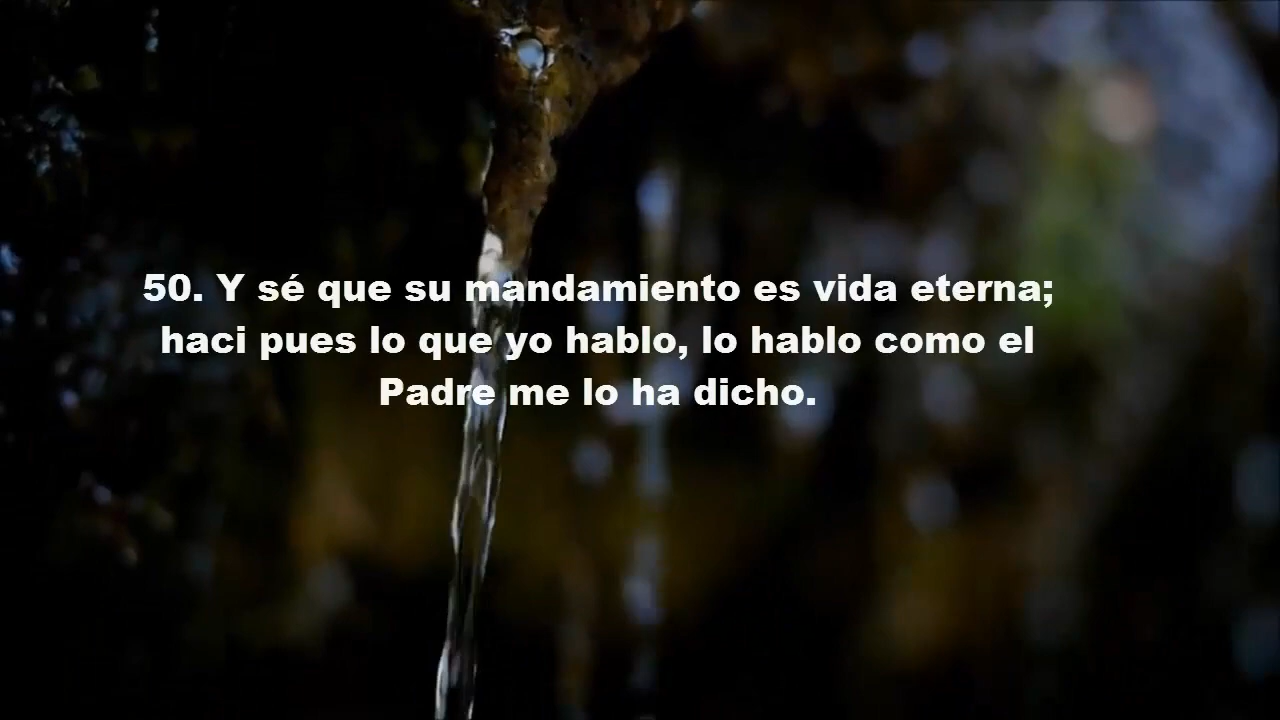 50. Y sé que su mandamiento es vida eterna;
haci pues lo que yo hablo, lo hablo como el
Padre me lo ha dicho.